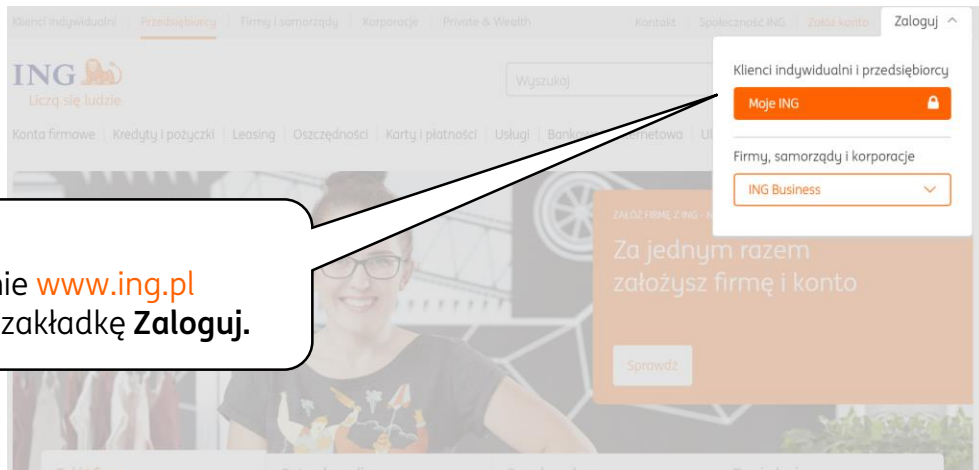 Klienci indywidualni Przedsiębiorcy Firmy i samorządy Korporacje Private & Wealth Kontakt Społeczność ING Załóż konto Zaloguj
ING
Liczą się ludzie
Wyszukaj
Klienci indywidualni i przedsiębiorcy
Moje ING
Konta firmowe Kredyty i pożyczki Leasing Oszczędności Karty i płatności Usługi
Firmy, samorządy i korporacje
ING Business
nie www.ing.pl
zakładkę Zaloguj.
ZAŁÓŻ FIRMĘ Z ING
Za jednym razem
założysz firmę i konto
Sprawdź